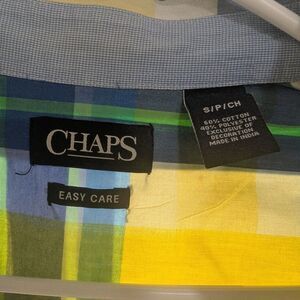 CHAPS
EASY CARE
S/P/CH
60% COTTON
40% POLYESTER
EXCLUSIVE OF
DECORATION
MADE IN INDIA